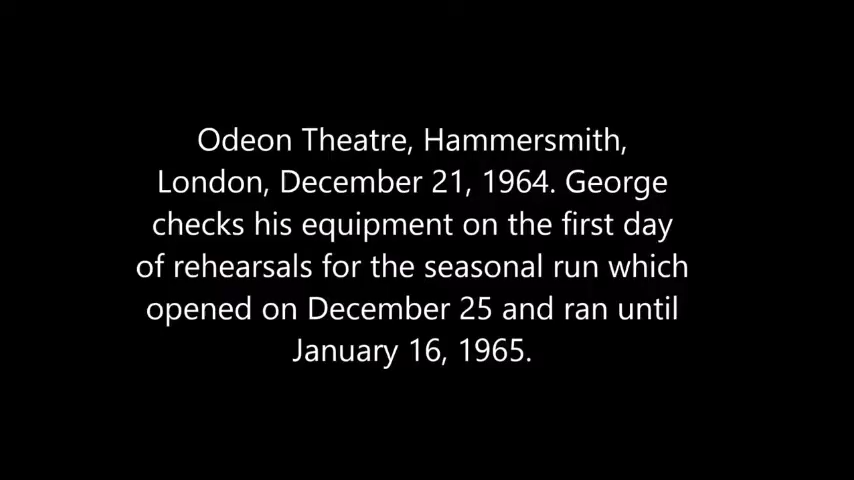 Odeon Theatre, Hammersmith,
London, December 21, 1964. George
checks his equipment on the first day
of rehearsals for the seasonal run which
opened on December 25 and ran until
January 16, 1965.